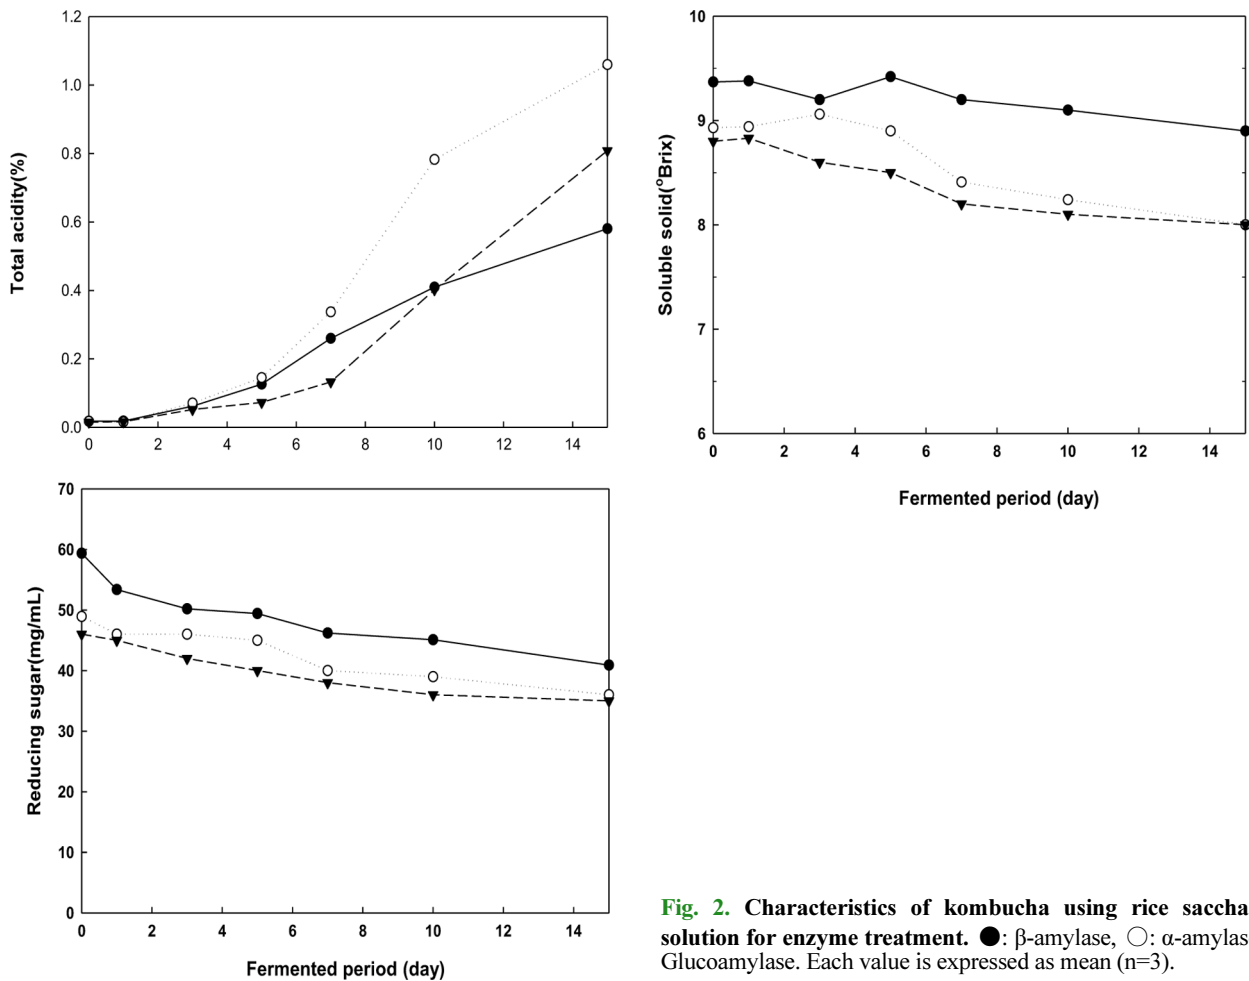 1.2
1.0
0.8
0.6
0.4
0.2
0.0
Total acidity(%)
0 2 4 6 8 10 12 14
10
9
8
7
6
Soluble solid(°Brix)
0 2 4 6 8 10 12 14
Fermented period (day)
70
60
50
40
30
20
10
0
Reducing sugar(mg/mL)
0 2 4 6 8 10 12 14
Fermented period (day)
Fig. 2. Characteristics of kombucha using rice saccha
solution for enzyme treatment. ●: β-amylase, ○: α-amylas
Glucoamylase. Each value is expressed as mean (n=3).